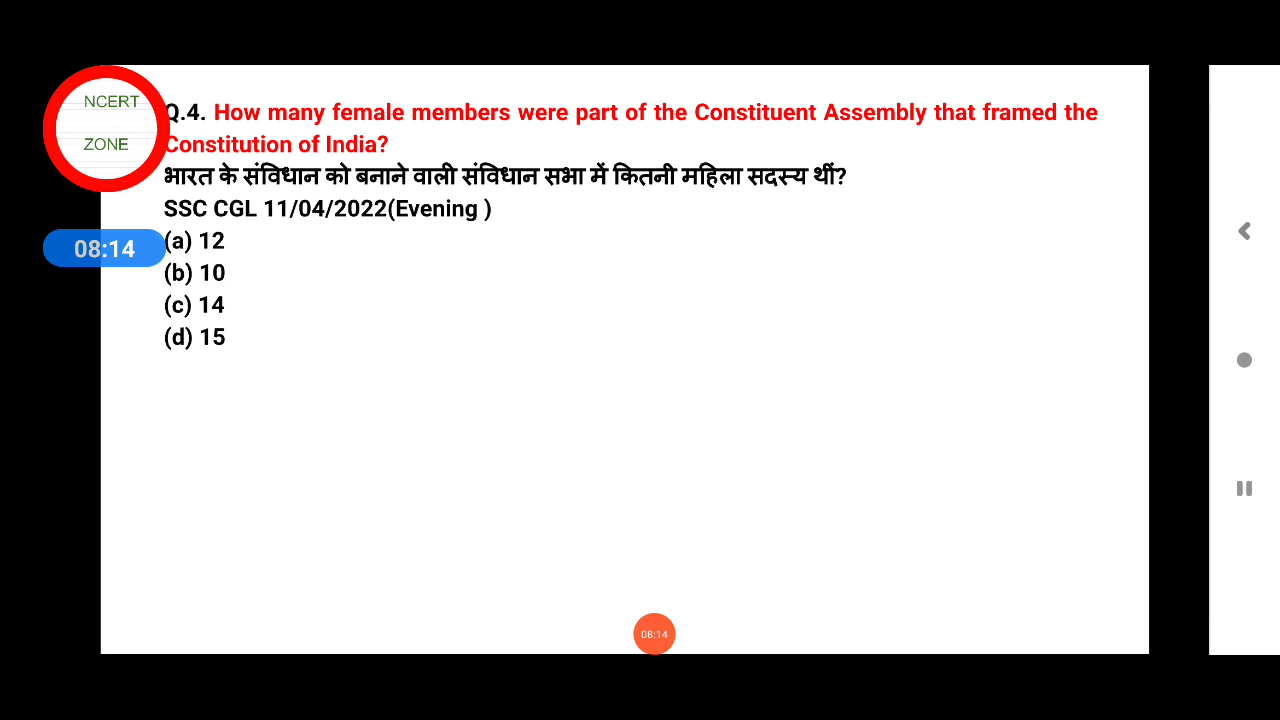 NCERT
ZONE
Q.4. How many female members were part of the Constituent Assembly that framed the
Constitution of India?
भारत के संविधान को बनाने वाली संविधान सभा में कितनी महिला सदस्य थीं?
SSC CGL 11/04/2022(Evening )
08:14
(a) 12
(b) 10
(c) 14
(d) 15
08:14